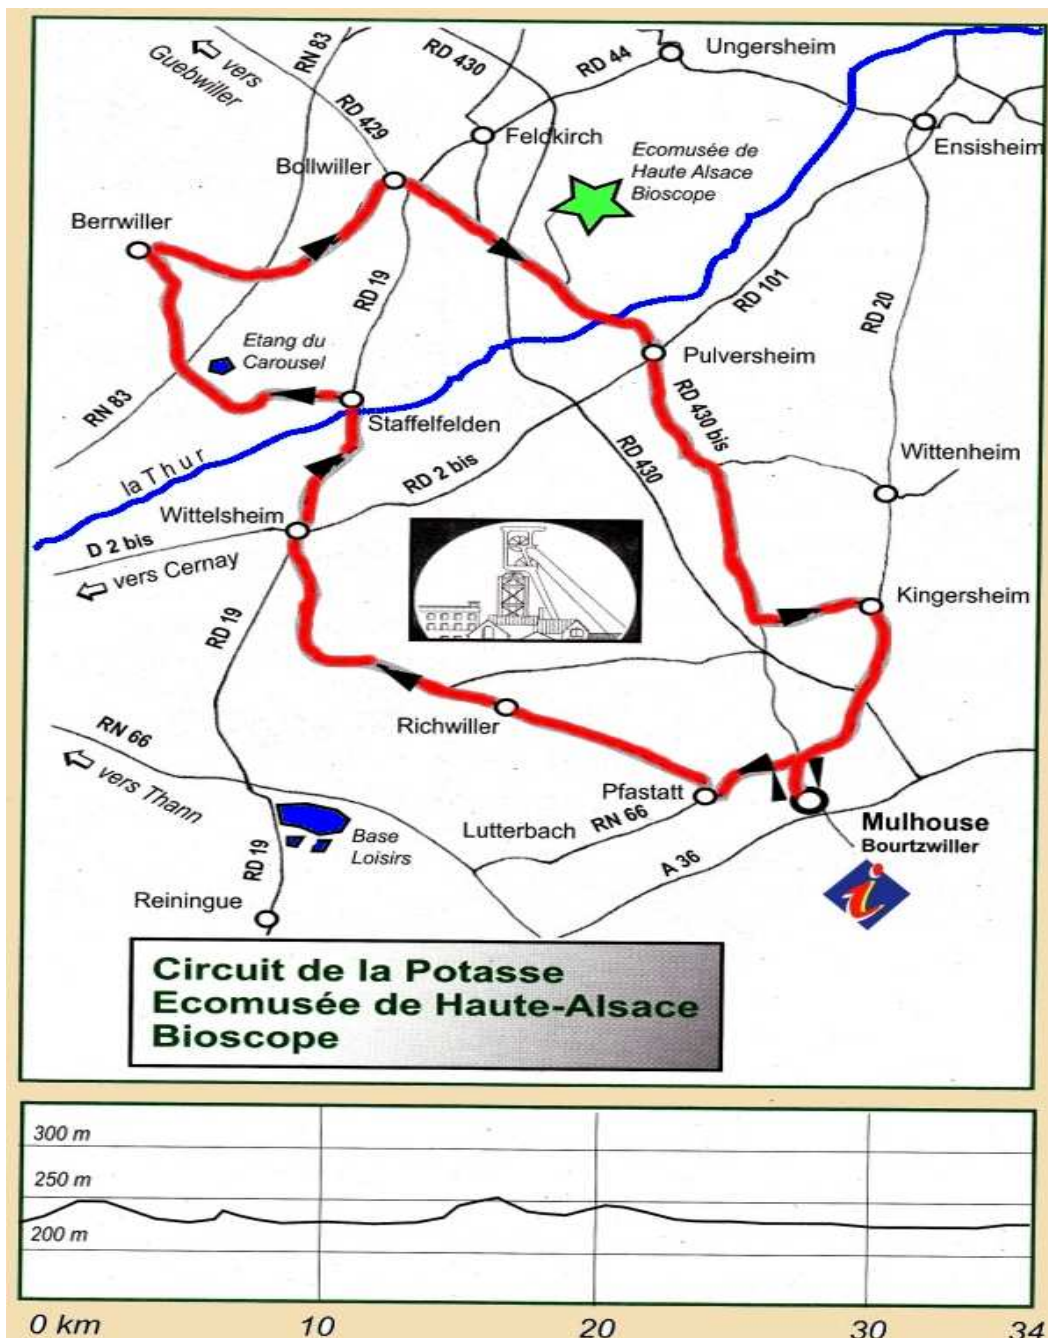 vers
Guebwiller
RN 83
RD 430
RD 44
Ungersheim
RD 429
Feldkirch
Ensisheim
Bollwiller
Ecomusée de
Haute Alsace
Bioscope
Berrwiller
RD 19
RD 101
RD 20
Etang du
Carousel
Pulversheim
RN 83
Staffelfelden
RD 430 bis
la Thur
RD 2 bis
RD 430
Wittenheim
Wittelsheim
D 2 bis
vers Cernay
Kingersheim
RD 19
Richwiller
RN 66
vers Thann
Pfastatt
Lutterbach
RN 66
Mulhouse
Bourtzwiller
Base
Loisirs
A 36
RD 19
i
Reiningue
Circuit de la Potasse
Ecomusée de Haute-Alsace
Bioscope
300 m
250 m
200 m
0 km 10 20 30 34